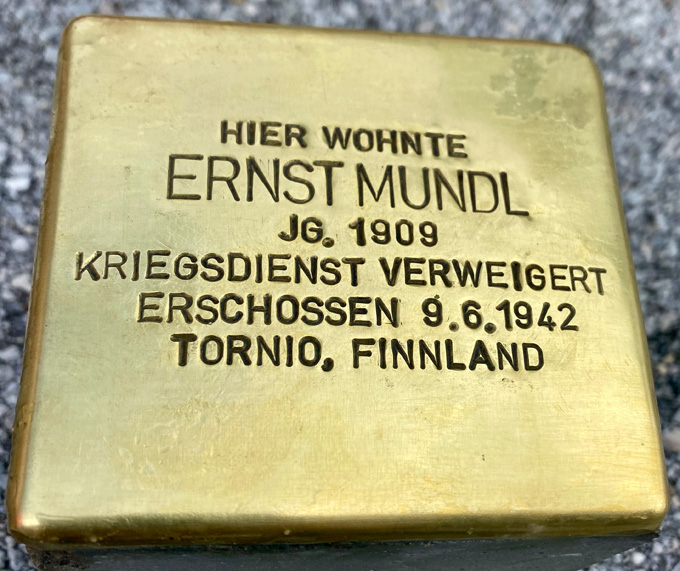 HIER WOHNTE
ERNST MUNDL
JG. 1909
KRIEGSDIENST VERWEIGERT
ERSCHOSSEN 9.6.1942
TORNIO, FINNLAND